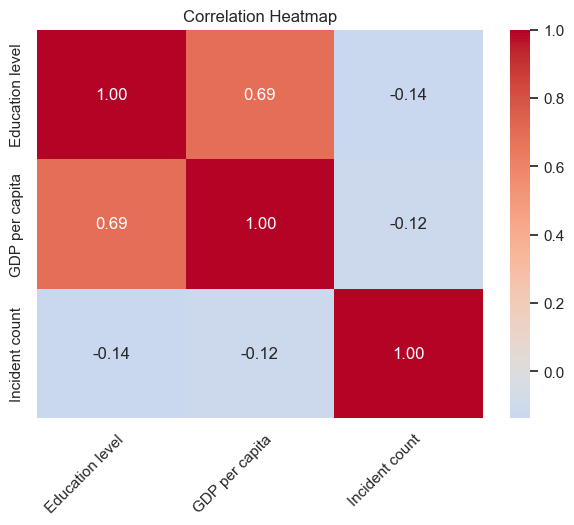 Correlation Heatmap
Education level
1.00
0.69
-0.14
GDP per capita
0.69
1.00
-0.12
Incident count
-0.14
-0.12
1.00
Education level
GDP per capita
Incident count
1.0
0.8
0.6
0.4
0.2
0.0